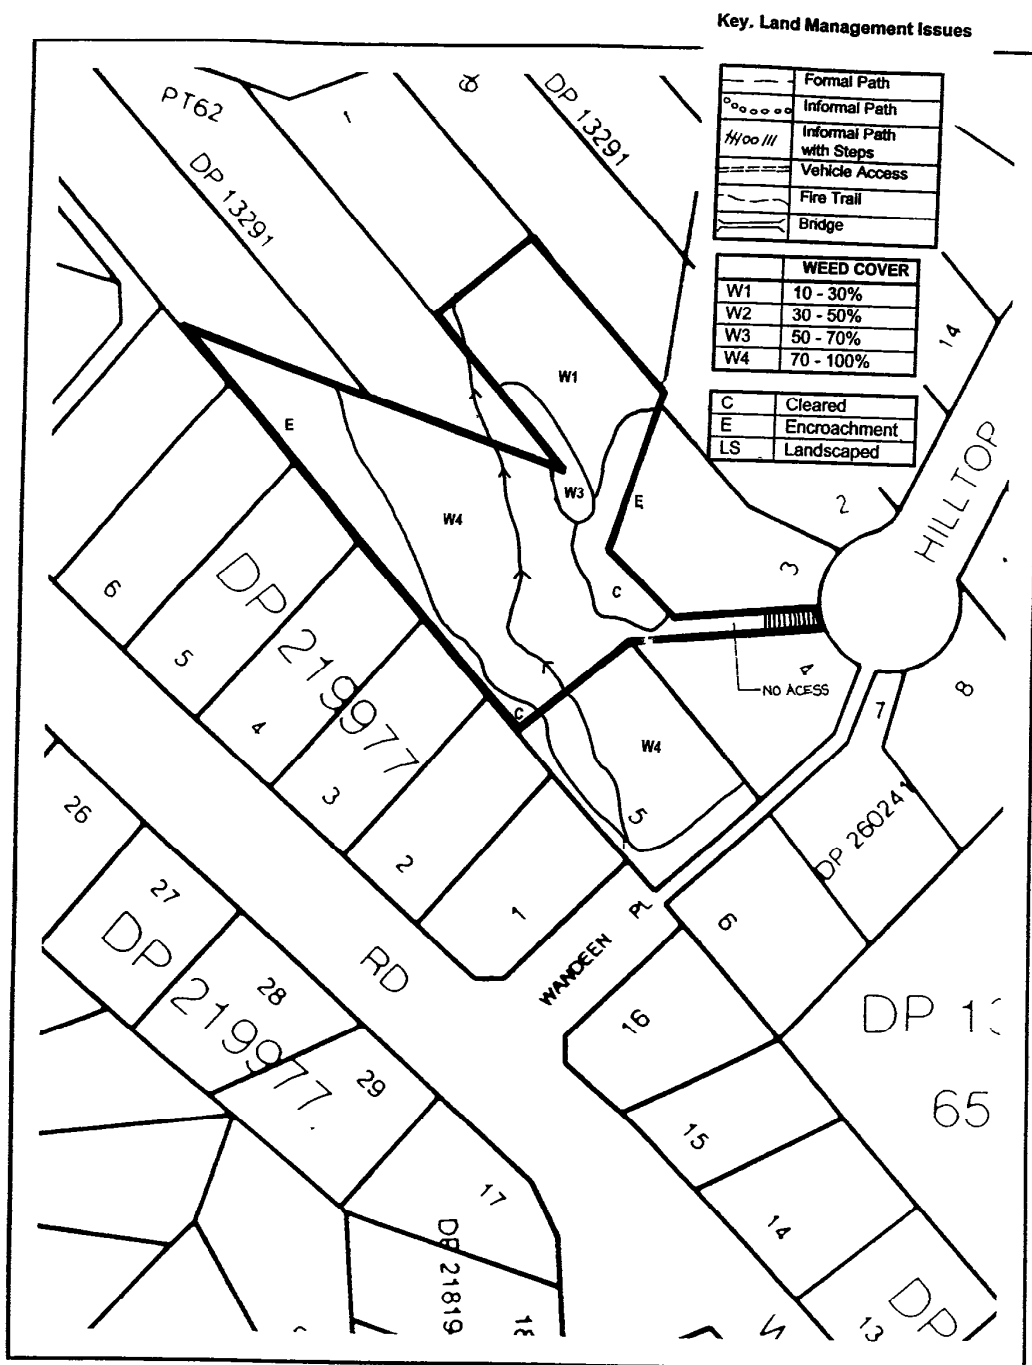 Key. Land Management Issues
Formal Path
Informal Path
Informal Path
with Steps
Vehicle Access
Fire Trail
Bridge
WEED COVER
W1 10 - 30%
W2 30 - 50%
W3 50 - 70%
W4 70 - 100%
C Cleared
E Encroachment
LS Landscaped
PT62
DP 13291
1
DP 13291
14
HILLTOP
W1
E
W3
E
W4
2
3
C
4
NO ACESS
7
8
6
5
4
3
2
1
DP 219977
C
W4
5
DP 260241
6
WANDEEN PL
RD
26
27
28
29
DP 219977
16
15
14
13
DP 13
65
17
DP 21819
18
DP